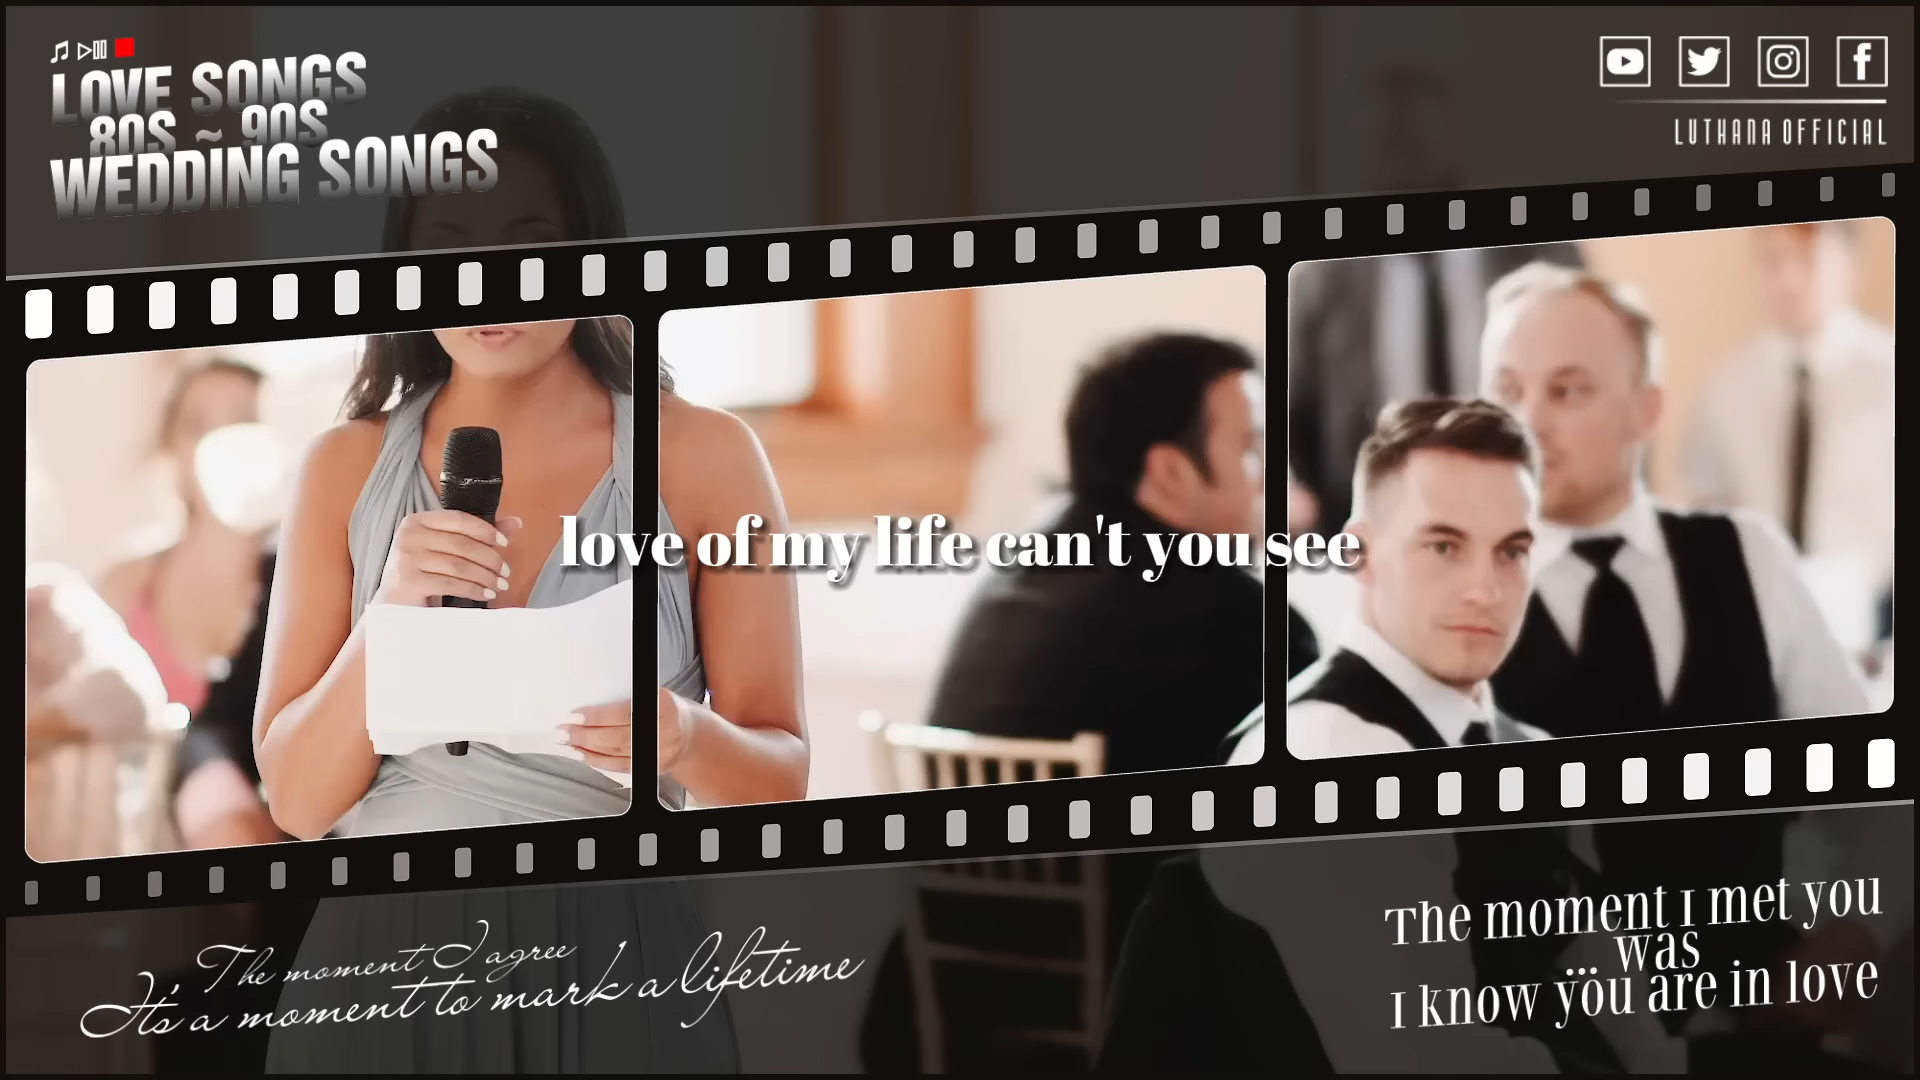 LOVE SONGS
80S ~ 90S
WEDDING SONGS
LUTHANA OFFICIAL
love of my life can't you see
The moment I agree
It's a moment to mark a lifetime
The moment I met you
was
I know yöü are in love